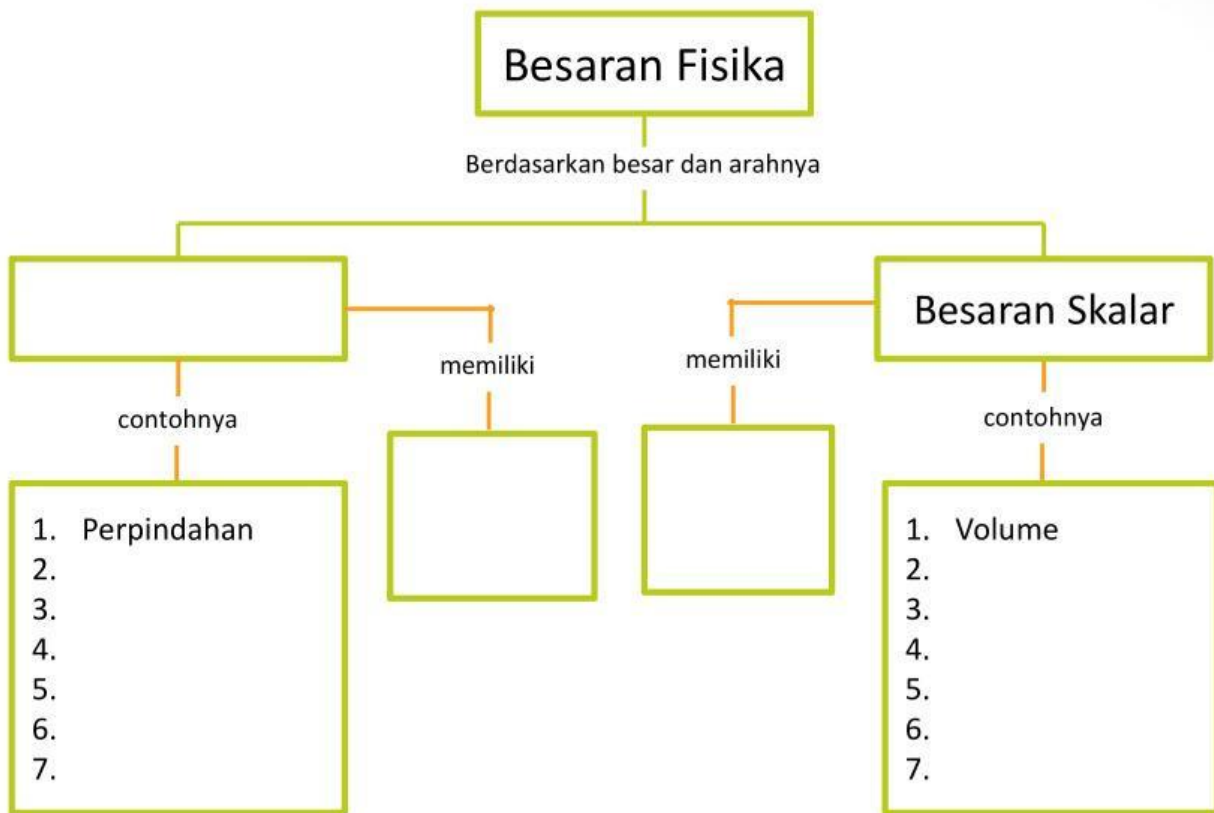 Besaran Fisika
Berdasarkan besar dan arahnya
Besaran Skalar
memiliki
memiliki
contohnya
contohnya
1. Perpindahan
2.
3.
4.
5.
6.
7.
1. Volume
2.
3.
4.
5.
6.
7.